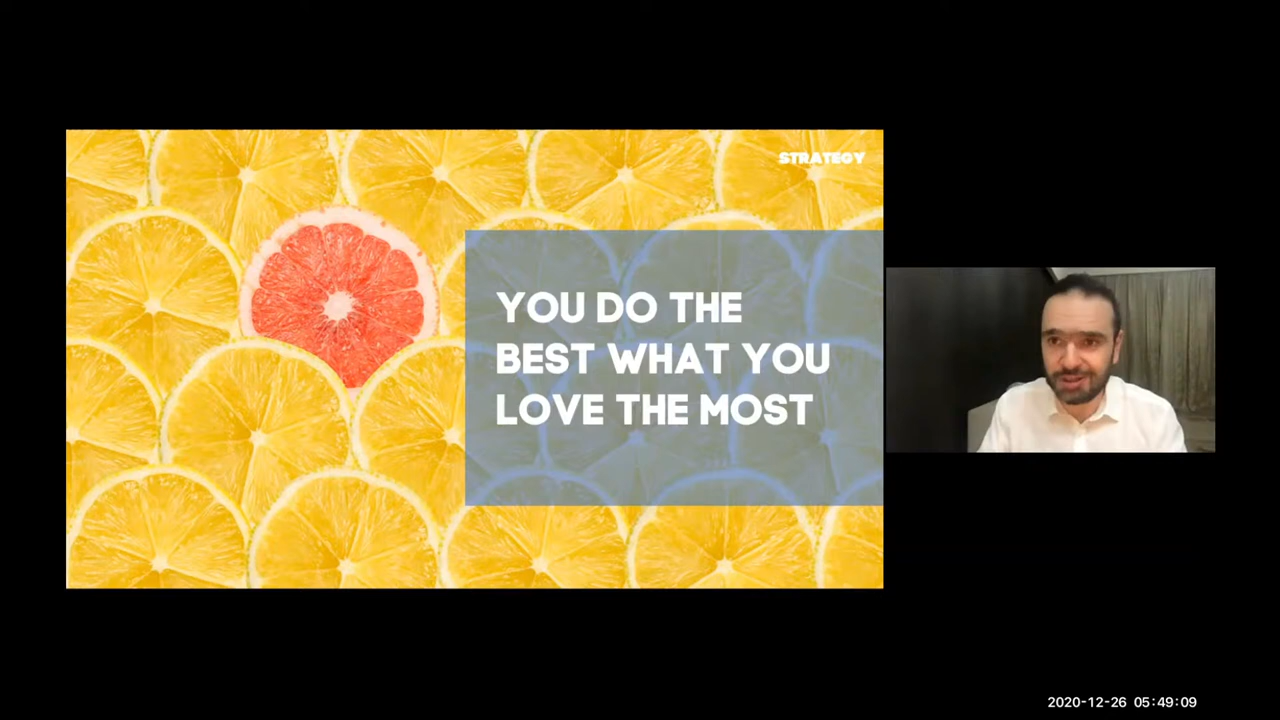 STRATEGY
YOU DO THE
BEST WHAT YOU
LOVE THE MOST
2020-12-26 05:49:09